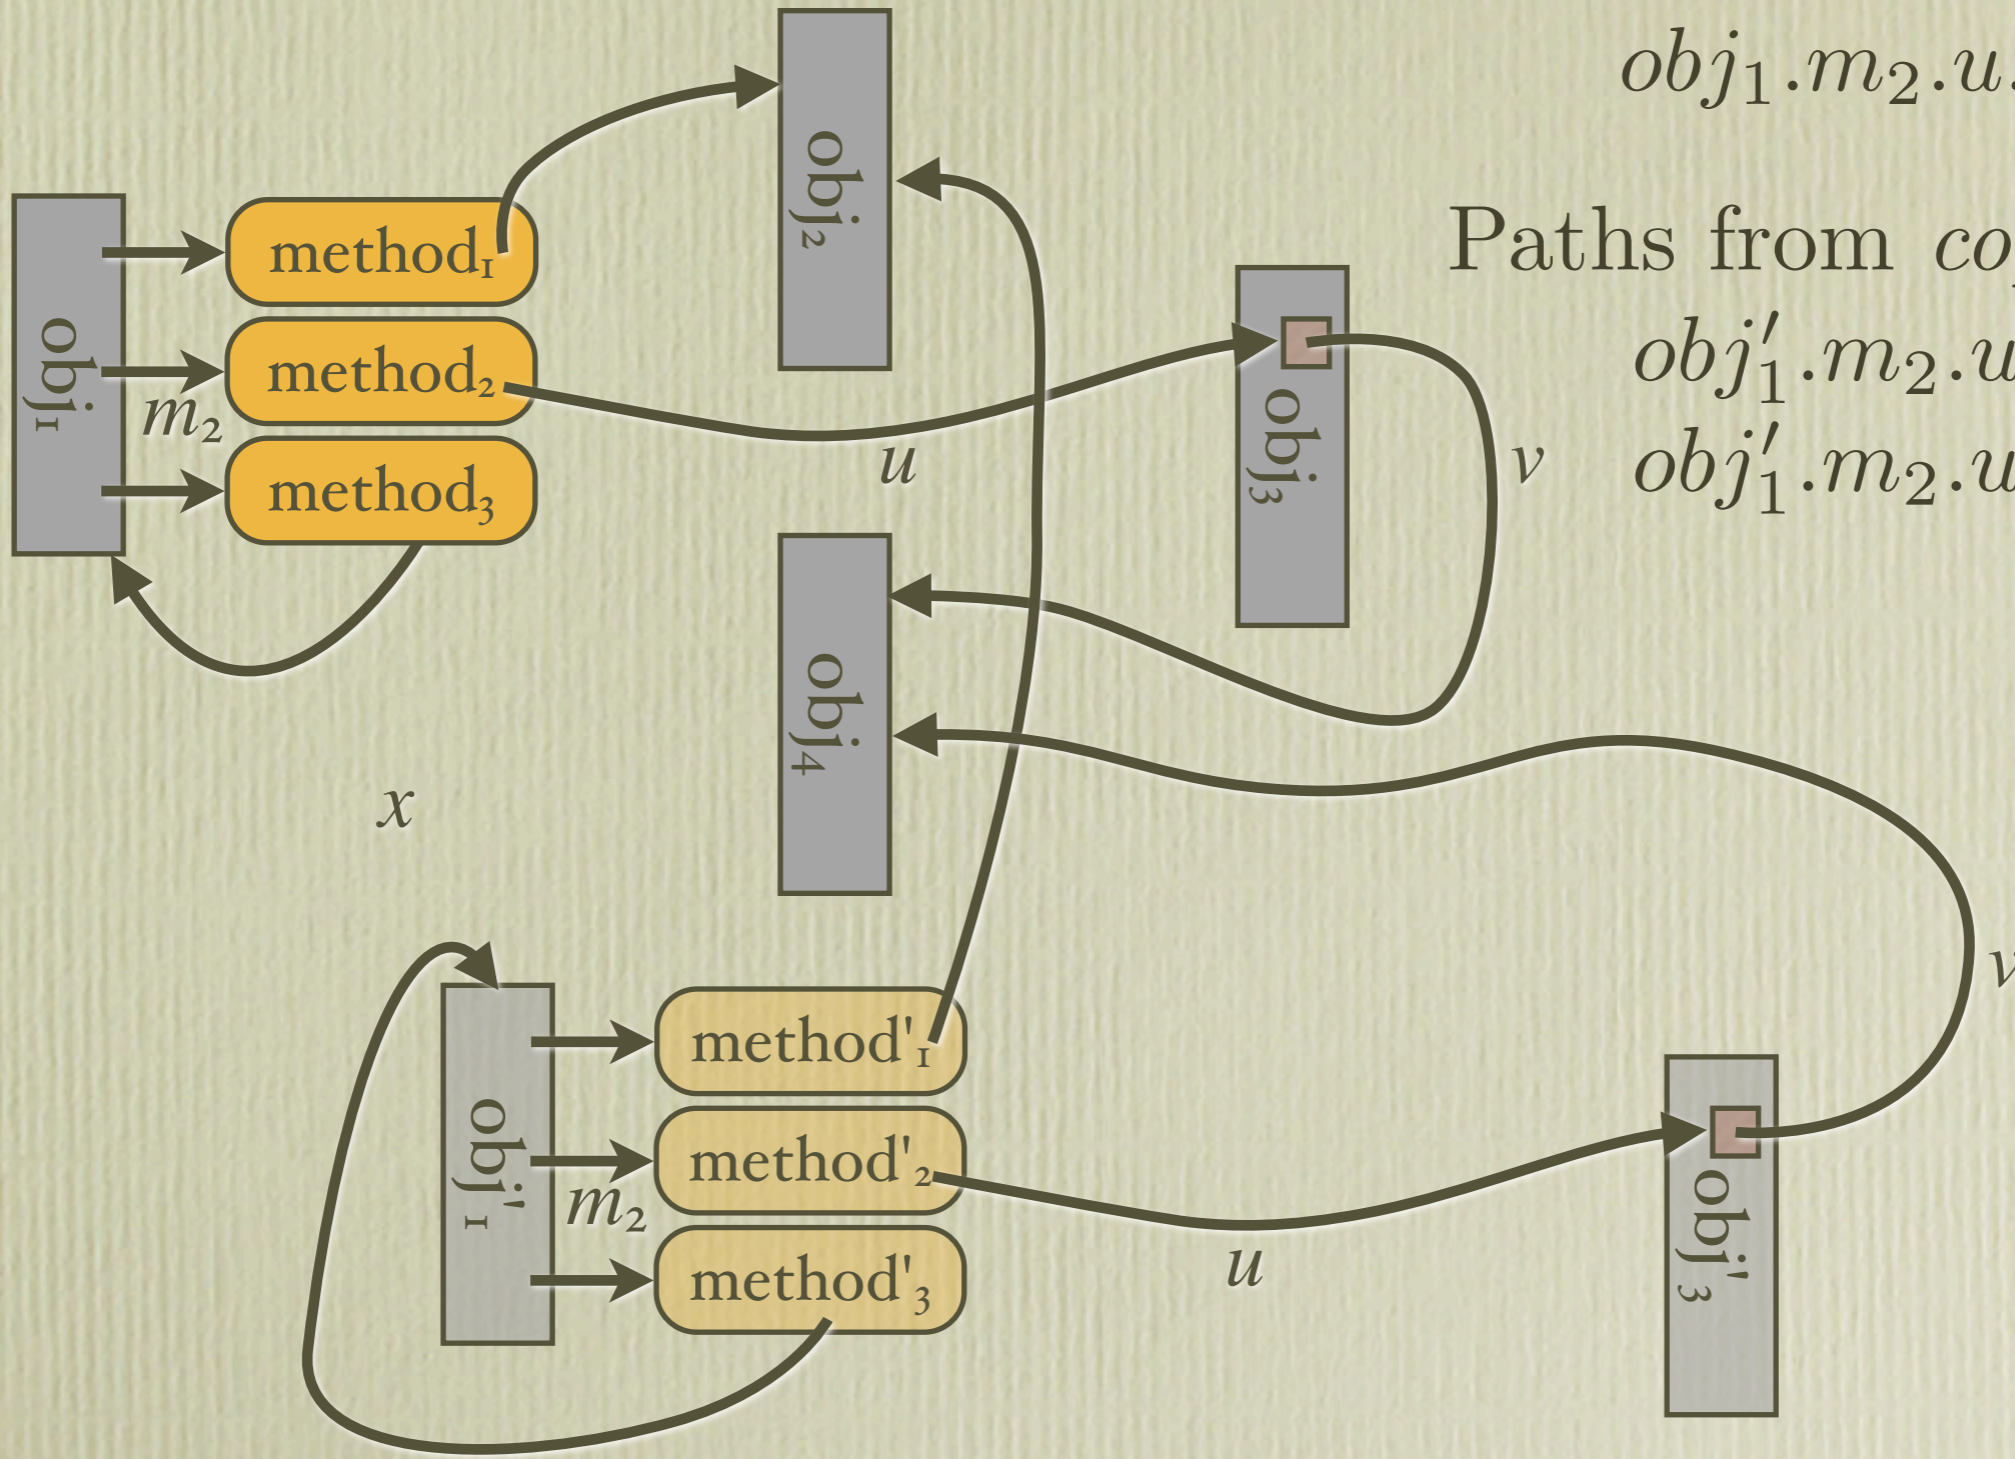 obj₁.m₂.u.
Paths from
obj′₁.m₂.u
obj′₁.m₂.u
obj₁
method₁
method₂
method₃
m₂
obj₂
obj₃
u
v
obj₄
x
v
obj'₁
method'₁
method'₂
method'₃
m₂
u
obj'₃